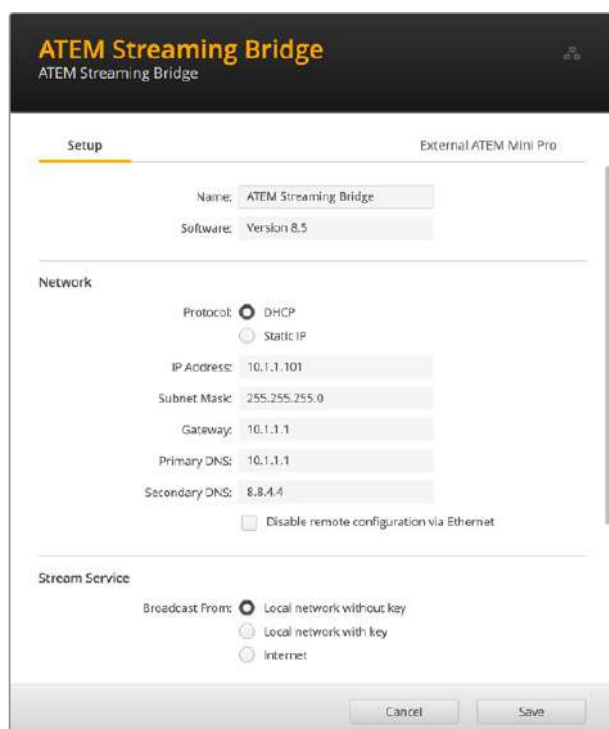 ATEM Streaming Bridge
ATEM Streaming Bridge
Setup External ATEM Mini Pro
Name: ATEM Streaming Bridge
Software: Version 8.5
Network
Protocol: DHCP
Static IP
IP Address: 10.1.1.101
Subnet Mask: 255.255.255.0
Gateway: 10.1.1.1
Primary DNS: 10.1.1.1
Secondary DNS: 8.8.4.4
Disable remote configuration via Ethernet
Stream Service
Broadcast From: Local network without key
Local network with key
Internet
Cancel Save